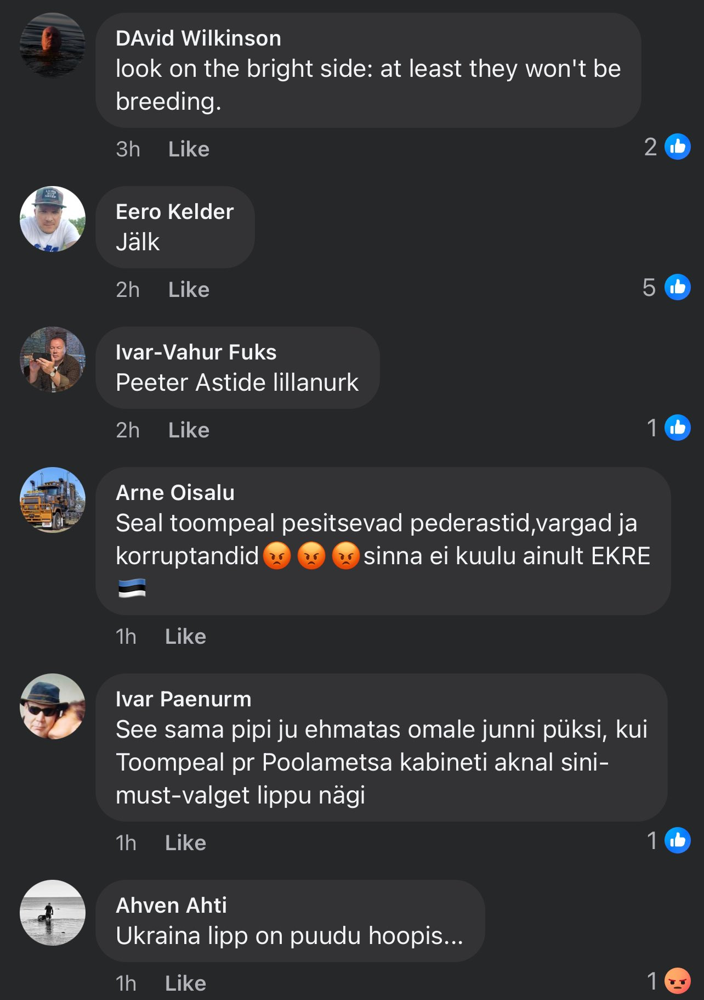 DAvid Wilkinson
look on the bright side: at least they won't be
breeding.
3h Like 2
LIONS
NOT
SHEEP
Eero Kelder
Jälk
2h Like 5
Ivar-Vahur Fuks
Peeter Astide lillanurk
2h Like 1
Arne Oisalu
Seal toompeal pesitsevad pederastid,vargad ja
korruptandid😡😡😡sinna ei kuulu ainult EKRE
🇪🇪
1h Like
Ivar Paenurm
See sama pipi ju ehmatas omale junni püksi, kui
Toompeal pr Poolametsa kabineti aknal sini-
must-valget lippu nägi
1h Like 1
Ahven Ahti
Ukraina lipp on puudu hoopis...
1h Like 1